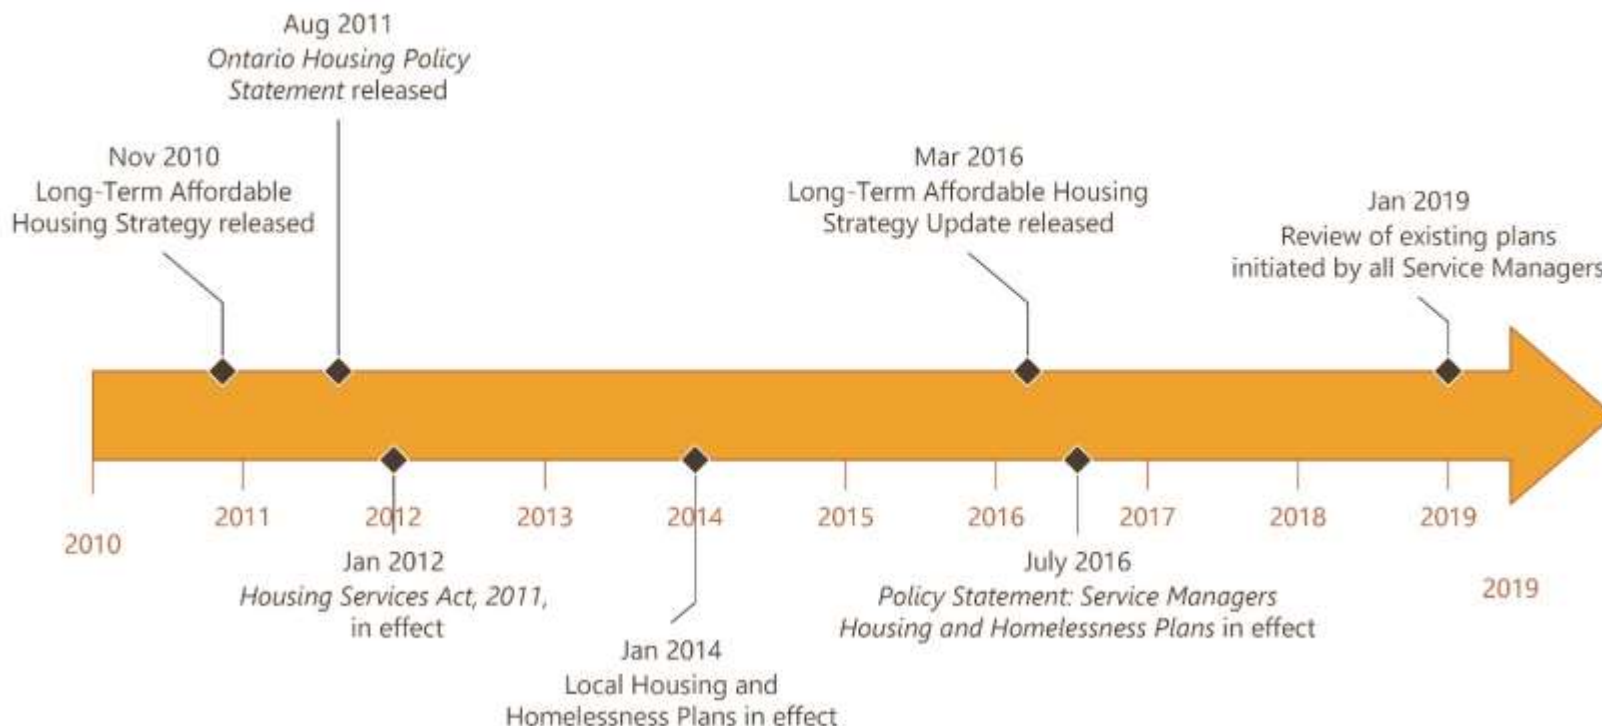 Aug 2011
Ontario Housing Policy
Statement released
Nov 2010
Long-Term Affordable
Housing Strategy released
Mar 2016
Long-Term Affordable Housing
Strategy Update released
Jan 2019
Review of existing plans
initiated by all Service Managers
2010
2011
2012
2013
2014
2015
2016
2017
2018
2019
2019
Jan 2012
Housing Services Act, 2011,
in effect
Jan 2014
Local Housing and
Homelessness Plans in effect
July 2016
Policy Statement: Service Managers
Housing and Homelessness Plans in effect